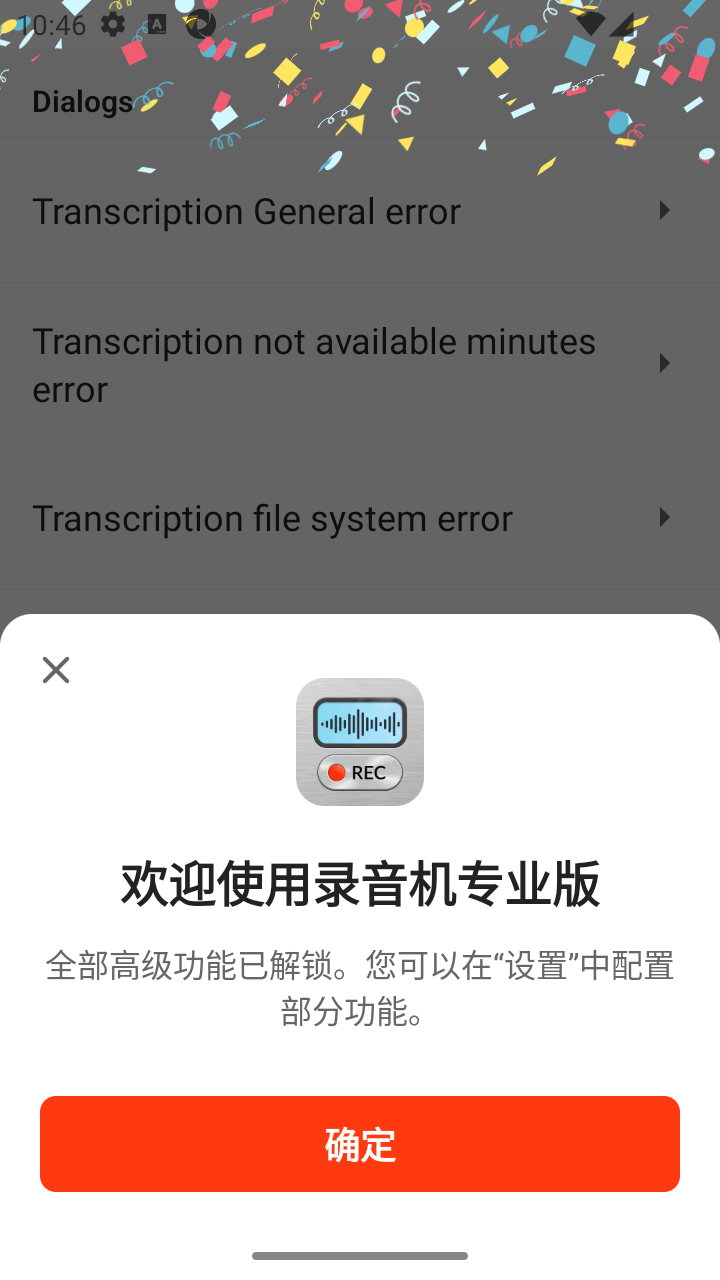 10:46
Dialogs
Transcription General error
Transcription not available minutes
error
Transcription file system error
REC
欢迎使用录音机专业版
全部高级功能已解锁。您可以在“设置”中配置
部分功能。
确定